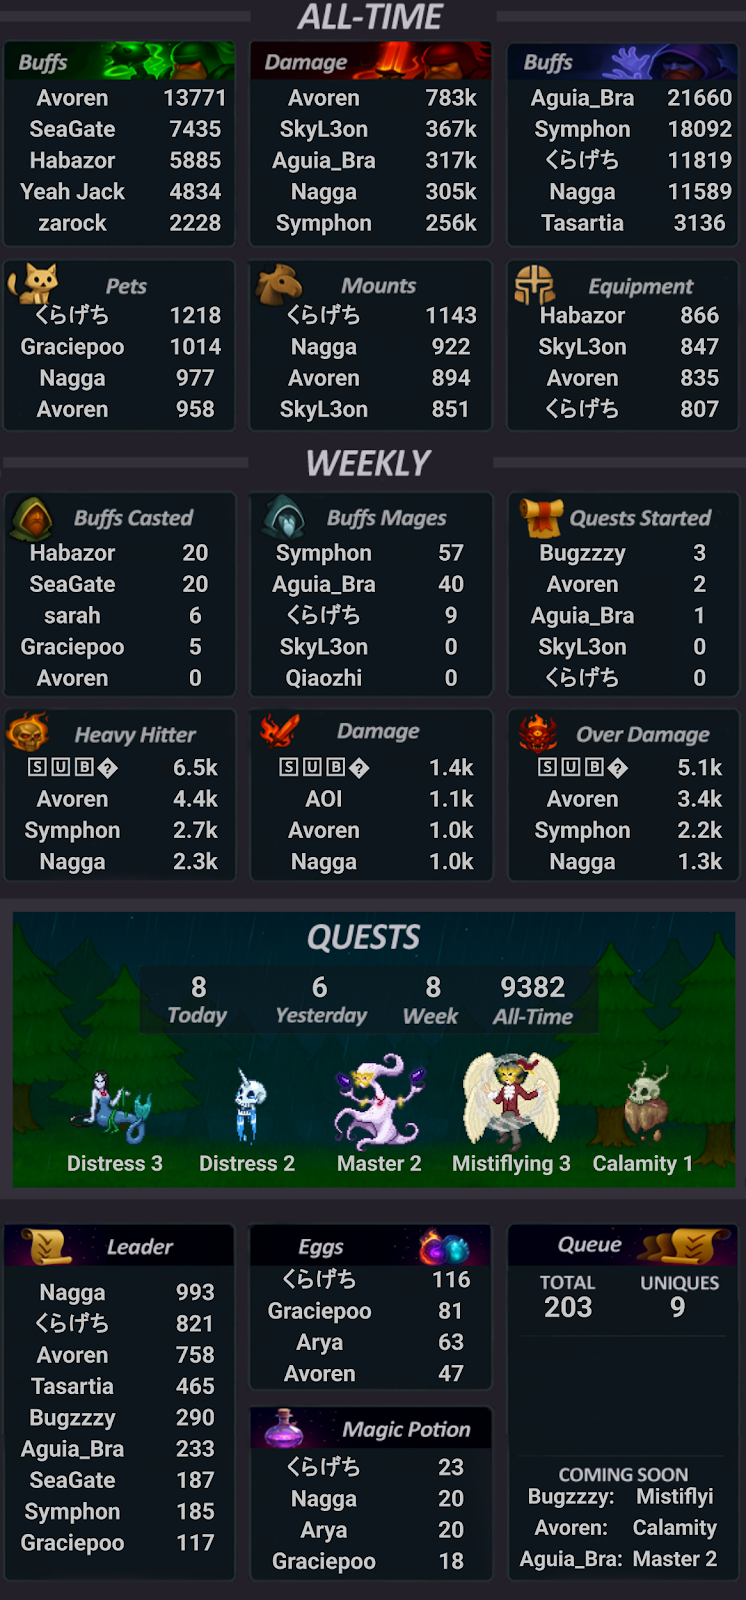 ALL-TIME
Buffs
Avoren 13771
SeaGate 7435
Habazor 5885
Yeah Jack 4834
zarock 2228
Damage
Avoren 783k
SkyL3on 367k
Aguia_Bra 317k
Nagga 305k
Symphon 256k
Buffs
Aguia_Bra 21660
Symphon 18092
くらげち 11819
Nagga 11589
Tasartia 3136
Pets
くらげち 1218
Graciepoo 1014
Nagga 977
Avoren 958
Mounts
くらげち 1143
Nagga 922
Avoren 894
SkyL3on 851
Equipment
Habazor 866
SkyL3on 847
Avoren 835
くらげち 807
WEEKLY
Buffs Casted
Habazor 20
SeaGate 20
sarah 6
Graciepoo 5
Avoren 0
Buffs Mages
Symphon 57
Aguia_Bra 40
くらげち 9
SkyL3on 0
Qiaozhi 0
Quests Started
Bugzzzy 3
Avoren 2
Aguia_Bra 1
SkyL3on 0
くらげち 0
Heavy Hitter
🅂🅄🄱� 6.5k
Avoren 4.4k
Symphon 2.7k
Nagga 2.3k
Damage
🅂🅄🄱� 1.4k
AOI 1.1k
Avoren 1.0k
Nagga 1.0k
Over Damage
🅂🅄🄱� 5.1k
Avoren 3.4k
Symphon 2.2k
Nagga 1.3k
QUESTS
8 6 8 9382
Today Yesterday Week All-Time
Distress 3 Distress 2 Master 2 Mistiflying 3 Calamity 1
Leader
Nagga 993
くらげち 821
Avoren 758
Tasartia 465
Bugzzzy 290
Aguia_Bra 233
SeaGate 187
Symphon 185
Graciepoo 117
Eggs
くらげち 116
Graciepoo 81
Arya 63
Avoren 47
Magic Potion
くらげち 23
Nagga 20
Arya 20
Graciepoo 18
Queue
TOTAL UNIQUES
203 9
COMING SOON
Bugzzzy: Mistiflyi
Avoren: Calamity
Aguia_Bra: Master 2